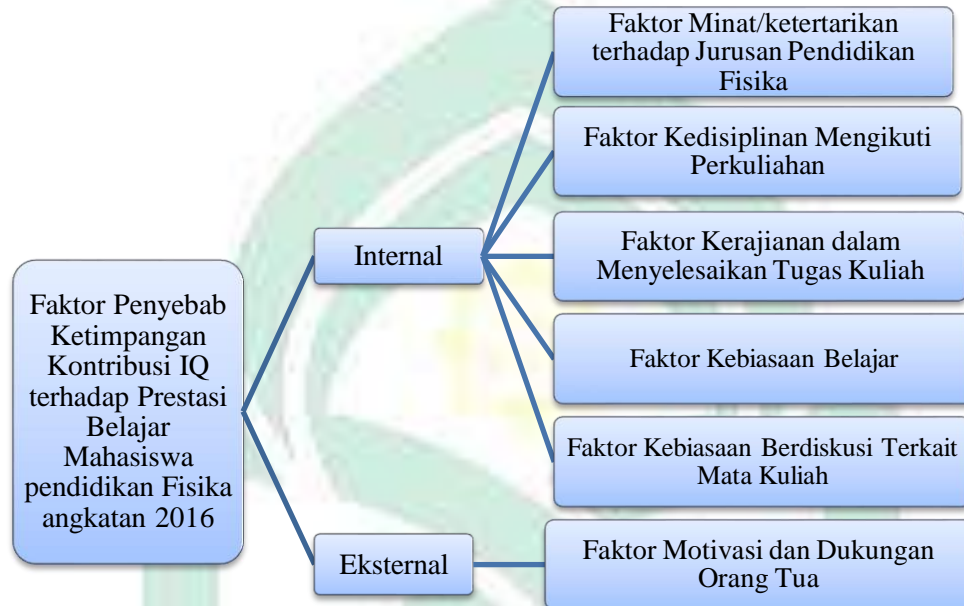 Faktor Penyebab
Ketimpangan
Kontribusi IQ
terhadap Prestasi
Belajar
Mahasiswa
pendidikan Fisika
angkatan 2016
Internal
Faktor Minat/ketertarikan
terhadap Jurusan Pendidikan
Fisika
Faktor Kedisiplinan Mengikuti
Perkuliahan
Faktor Kerajianan dalam
Menyelesaikan Tugas Kuliah
Faktor Kebiasaan Belajar
Faktor Kebiasaan Berdiskusi Terkait
Mata Kuliah
Eksternal
Faktor Motivasi dan Dukungan
Orang Tua